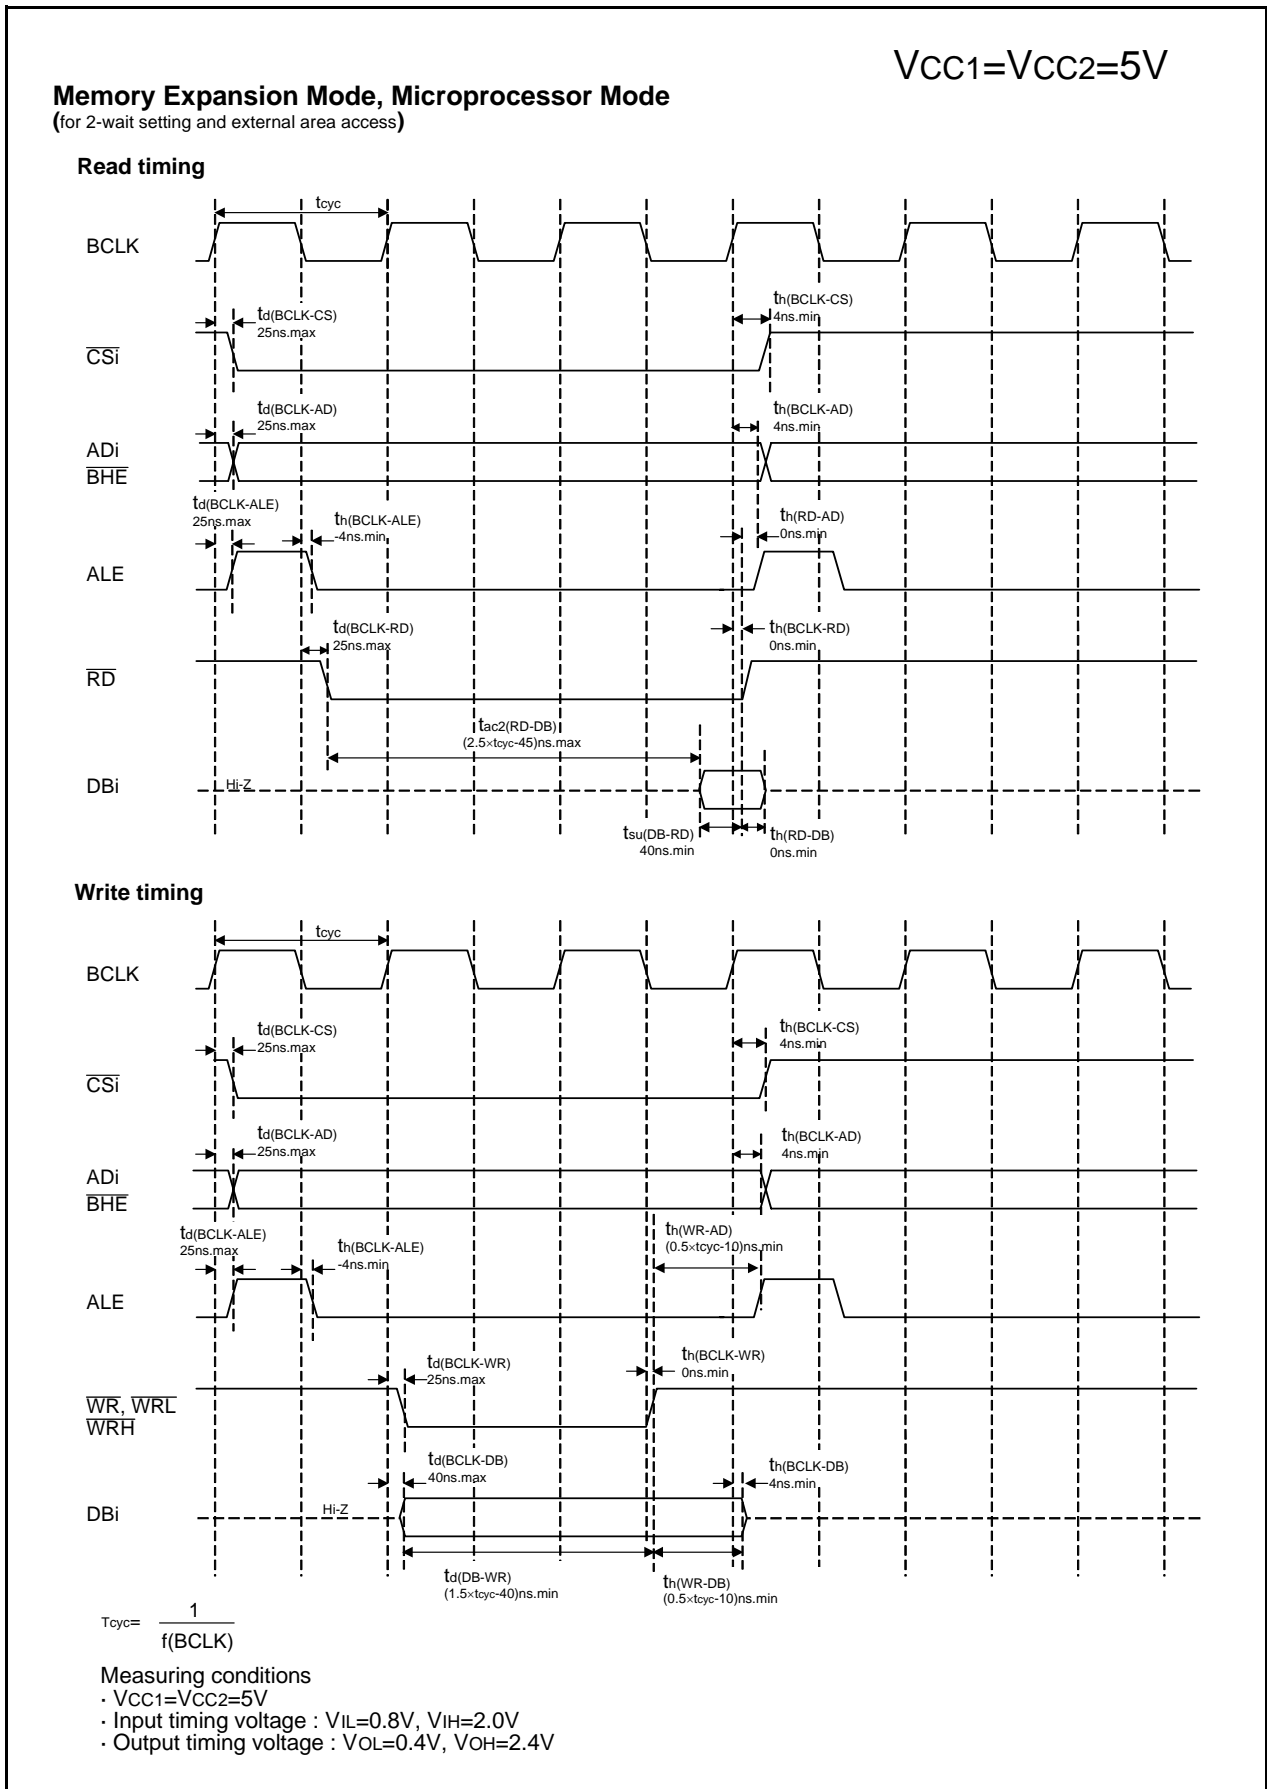 VCC1=VCC2=5V
Memory Expansion Mode, Microprocessor Mode
(for 2-wait setting and external area access)
Read timing
tcyc
BCLK
td(BCLK-CS)
25ns.max
th(BCLK-CS)
4ns.min
CSi
td(BCLK-AD)
25ns.max
th(BCLK-AD)
4ns.min
ADi
BHE
td(BCLK-ALE)
25ns.max
th(BCLK-ALE)
-4ns.min
th(RD-AD)
0ns.min
ALE
td(BCLK-RD)
25ns.max
th(BCLK-RD)
0ns.min
RD
tac2(RD-DB)
(2.5×tcyc-45)ns.max
DBi
Hi-Z
tsu(DB-RD)
40ns.min
th(RD-DB)
0ns.min
Write timing
tcyc
BCLK
td(BCLK-CS)
25ns.max
th(BCLK-CS)
4ns.min
CSi
td(BCLK-AD)
25ns.max
th(BCLK-AD)
4ns.min
ADi
BHE
td(BCLK-ALE)
25ns.max
th(BCLK-ALE)
-4ns.min
th(WR-AD)
(0.5×tcyc-10)ns.min
ALE
td(BCLK-WR)
25ns.max
th(BCLK-WR)
0ns.min
WR, WRL
WRH
td(BCLK-DB)
40ns.max
th(BCLK-DB)
4ns.min
DBi
Hi-Z
td(DB-WR)
(1.5×tcyc-40)ns.min
th(WR-DB)
(0.5×tcyc-10)ns.min
Tcyc=
1
f(BCLK)
Measuring conditions
· VCC1=VCC2=5V
· Input timing voltage : VIL=0.8V, VIH=2.0V
· Output timing voltage : VOL=0.4V, VOH=2.4V